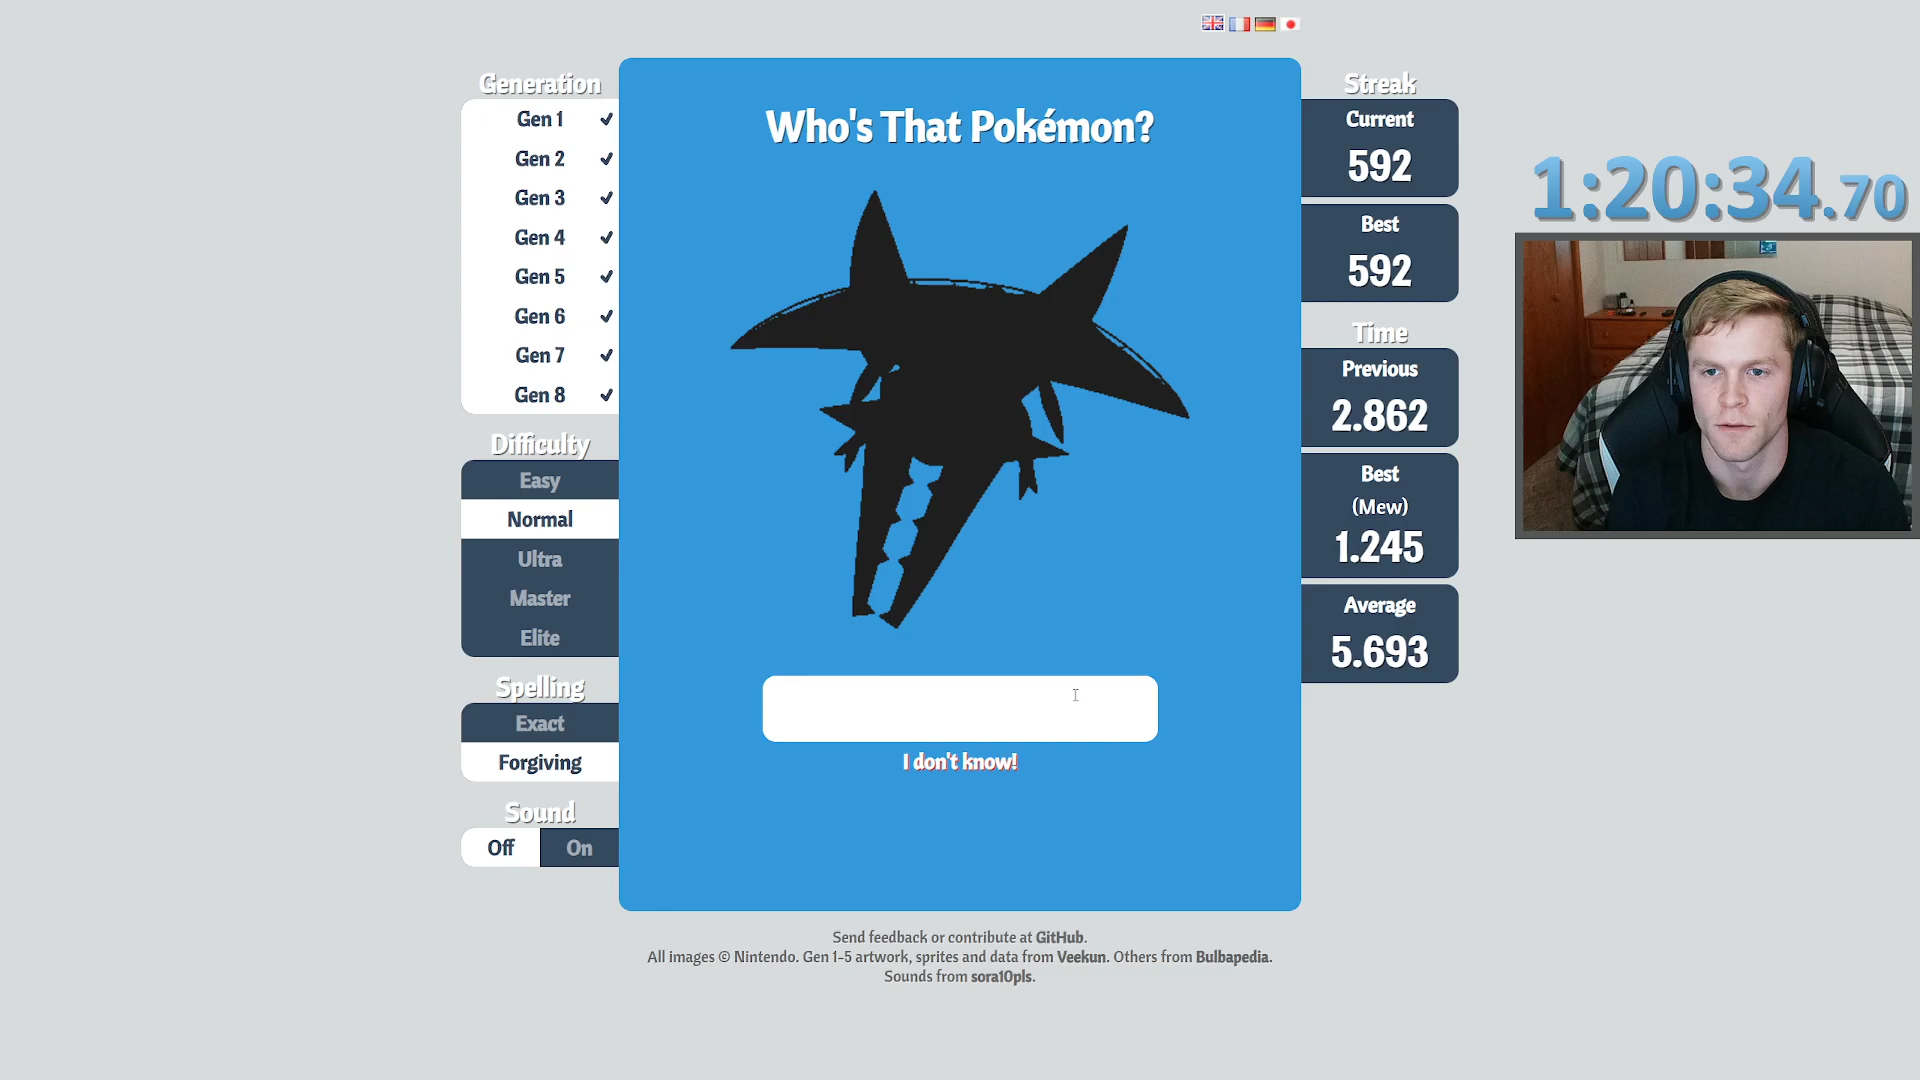 Generation
Gen 1
Gen 2
Gen 3
Gen 4
Gen 5
Gen 6
Gen 7
Gen 8
Difficulty
Easy
Normal
Ultra
Master
Elite
Spelling
Exact
Forgiving
Sound
Off On
Who's That Pokémon?
I don't know!
Streak
Current
592
Best
592
Time
Previous
2.862
Best
(Mew)
1.245
Average
5.693
1:20:34.70
Send feedback or contribute at GitHub.
All images © Nintendo. Gen 1-5 artwork, sprites and data from Veekun. Others from Bulbapedia.
Sounds from sora10pls.